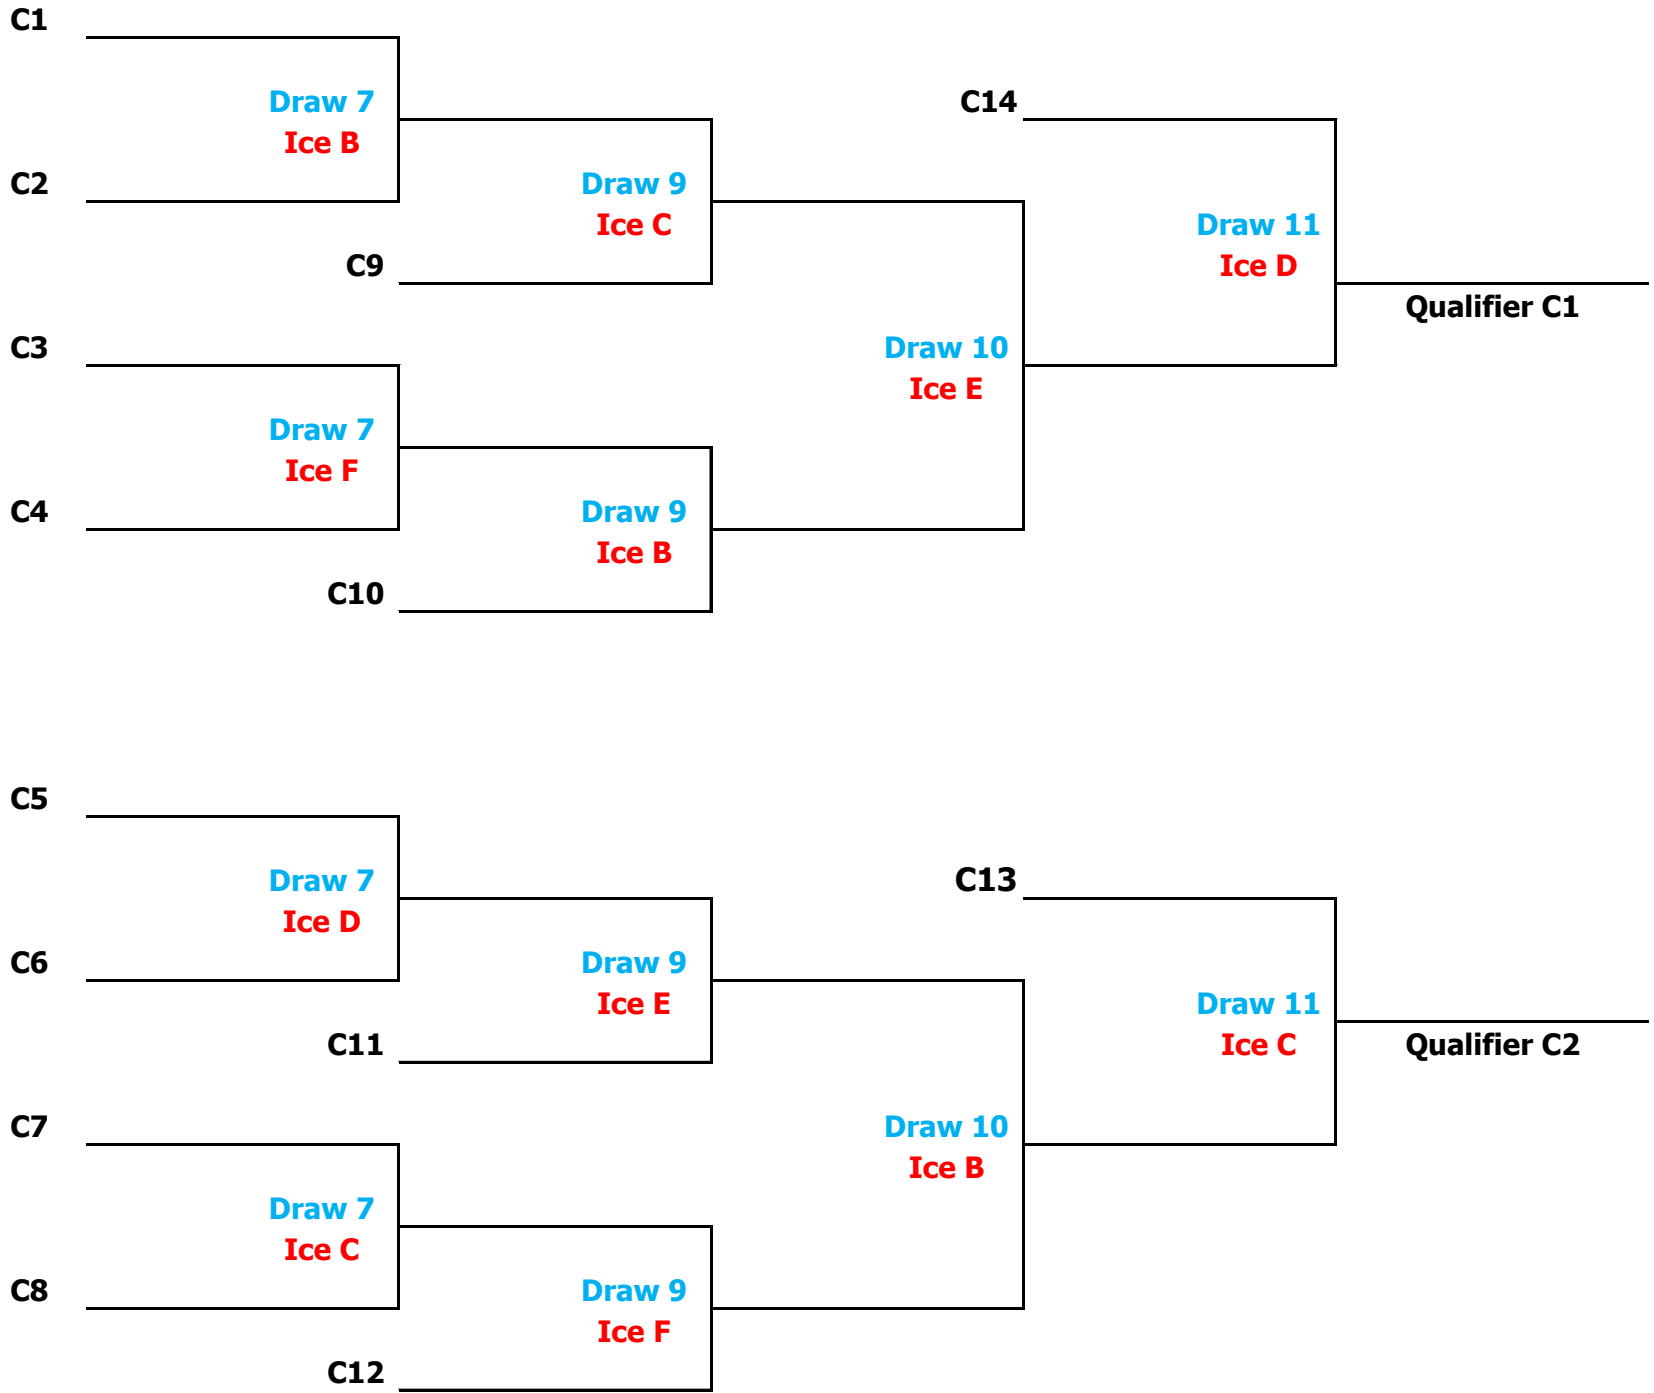 C1
Draw 7
C14
Ice B
C2
Draw 9
Ice C
Draw 11
C9
Ice D
Qualifier C1
C3
Draw 10
Ice E
Draw 7
Ice F
C4
Draw 9
Ice B
C10
C5
Draw 7
C13
Ice D
C6
Draw 9
Ice E
Draw 11
C11
Ice C
Qualifier C2
C7
Draw 10
Ice B
Draw 7
Ice C
C8
Draw 9
Ice F
C12